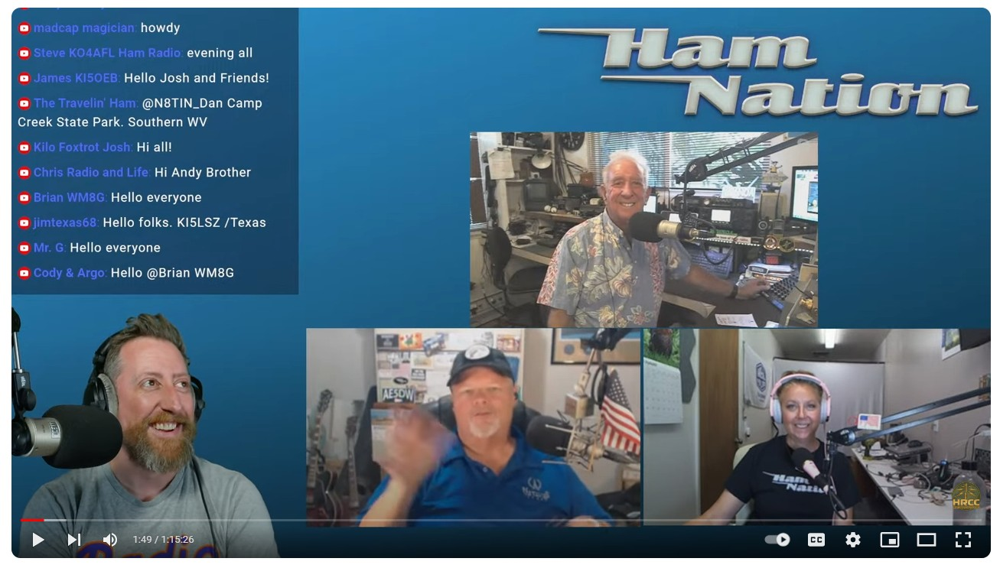 madcap magician: howdy
Steve KO4AFL Ham Radio: evening all
James KI5OEB: Hello Josh and Friends!
The Travelin' Ham: @N8TIN_Dan Camp
Creek State Park. Southern WV
Kilo Foxtrot Josh: Hi all!
Chris Radio and Life: Hi Andy Brother
Brian WM8G: Hello everyone
jimtexas68: Hello folks. KI5LSZ /Texas
Mr. G: Hello everyone
Cody & Argo: Hello @Brian WM8G
Ham
Nation
AE5DW
Ham
Nation
HRCC
Radio
1:49 / 1:15:26
CC